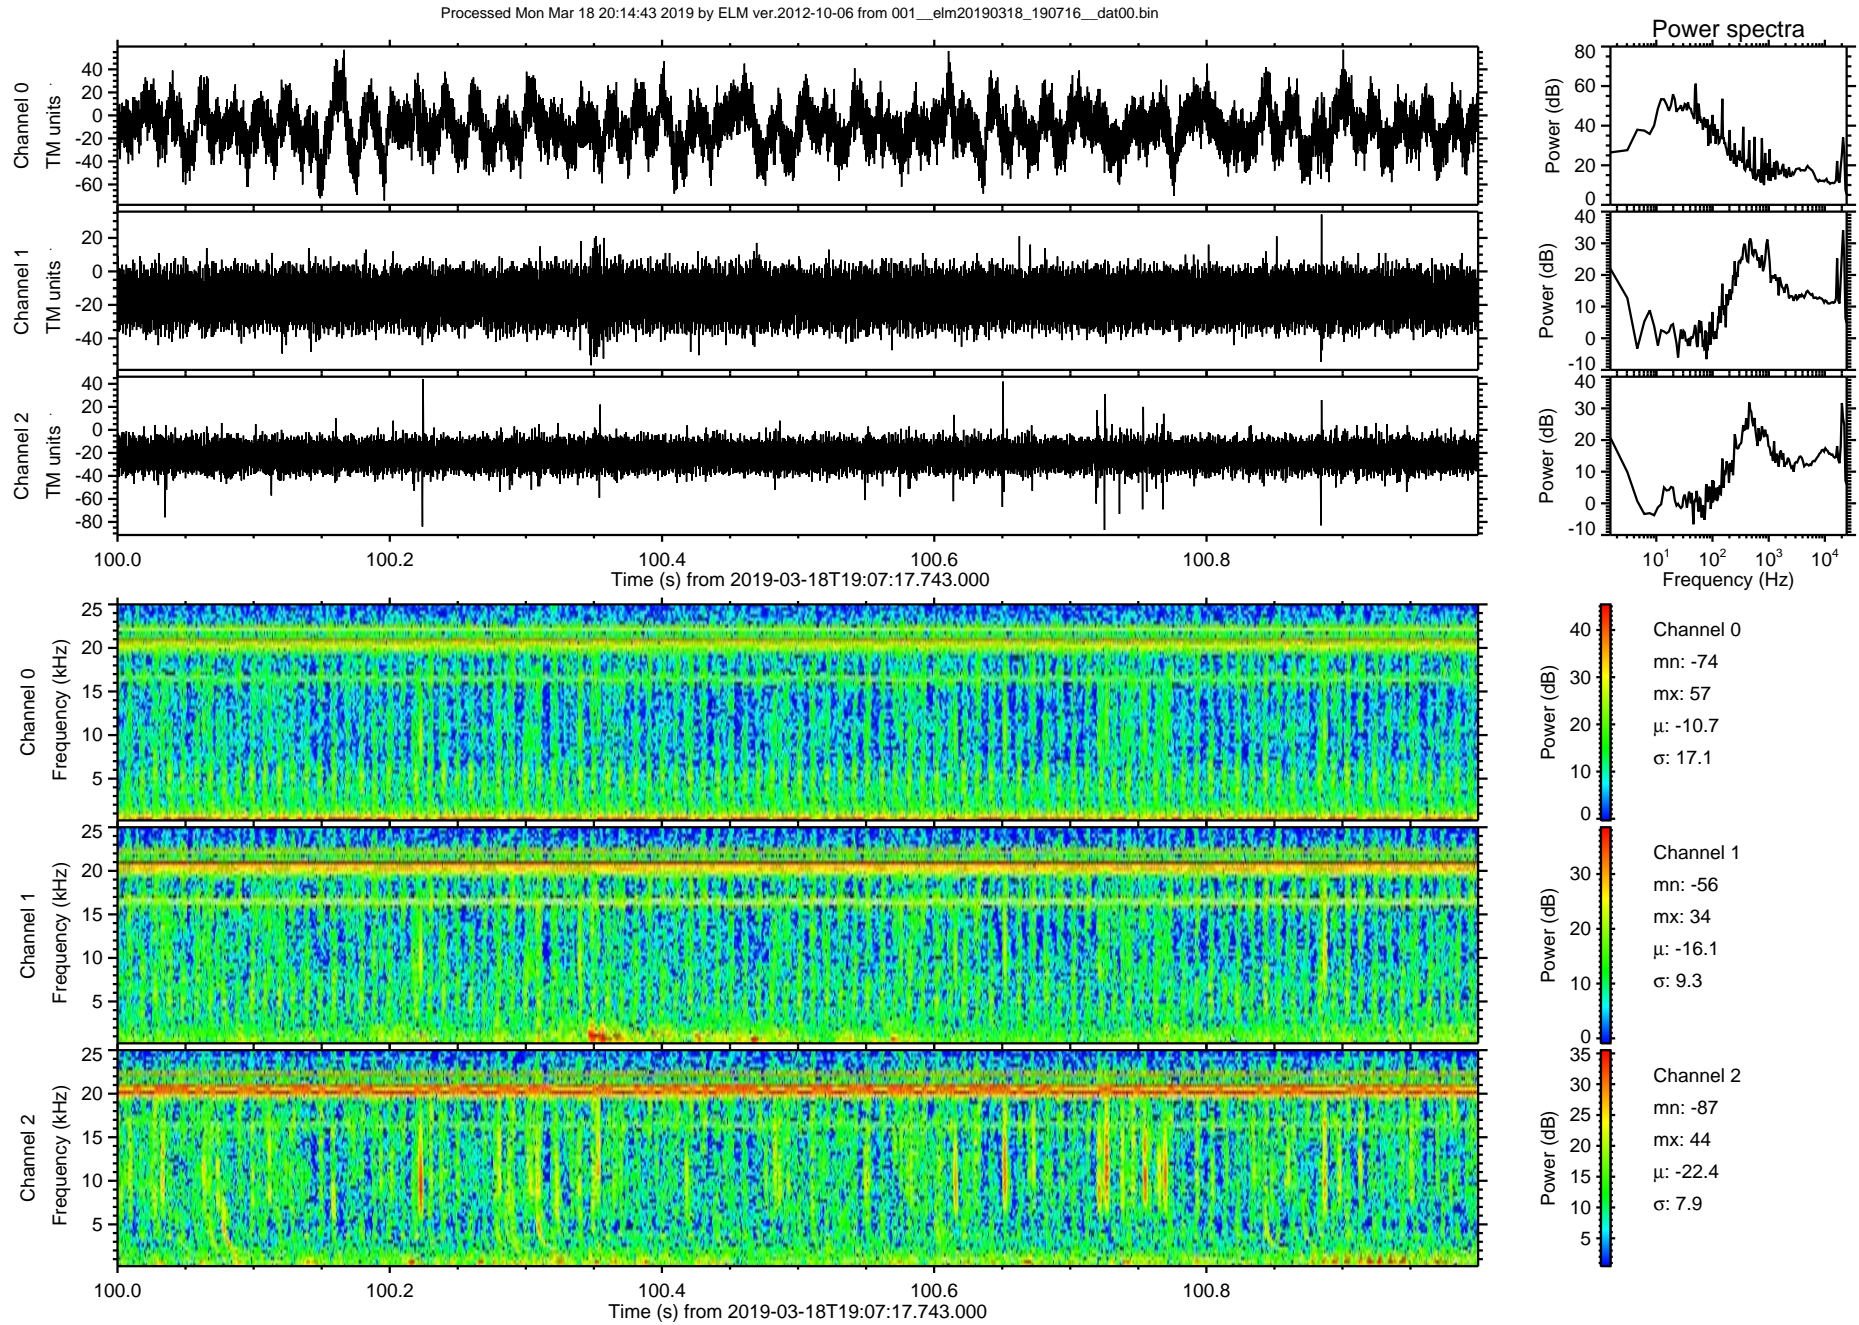 Processed Mon Mar 18 20:14:43 2019 by ELM ver.2012-10-06 from 001__elm20190318_190716__dat00.bin
Power spectra
Channel 0
TM units
40
20
0
-20
-40
-60
Power (dB)
80
60
40
20
0
Channel 1
TM units
20
0
-20
-40
Power (dB)
40
30
20
10
0
-10
Channel 2
TM units
40
20
0
-20
-40
-60
-80
Power (dB)
40
30
20
10
0
-10
100.0 100.2 100.4 100.6 100.8
Time (s) from 2019-03-18T19:07:17.743.000
10^1 10^2 10^3 10^4
Frequency (Hz)
Channel 0
Frequency (kHz)
25
20
15
10
5
Power (dB)
40
30
20
10
0
Channel 0
mn: -74
mx: 57
μ: -10.7
σ: 17.1
Channel 1
Frequency (kHz)
25
20
15
10
5
Power (dB)
30
20
10
0
Channel 1
mn: -56
mx: 34
μ: -16.1
σ: 9.3
Channel 2
Frequency (kHz)
25
20
15
10
5
Power (dB)
35
30
25
20
15
10
5
Channel 2
mn: -87
mx: 44
μ: -22.4
σ: 7.9
100.0 100.2 100.4 100.6 100.8
Time (s) from 2019-03-18T19:07:17.743.000